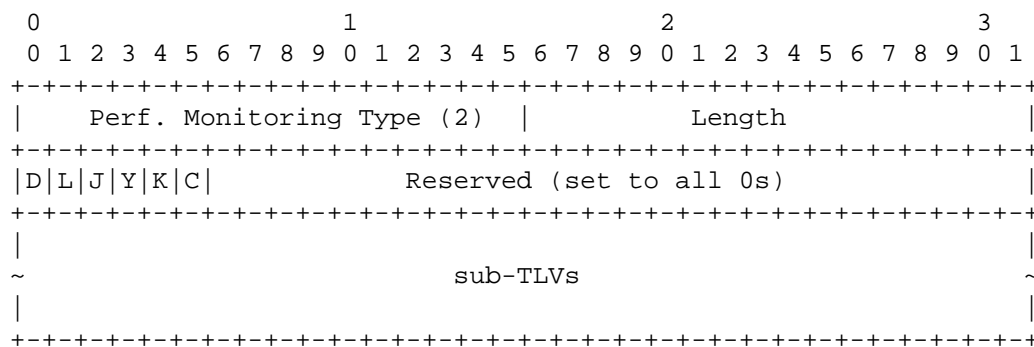 0                   1                   2                   3
 0 1 2 3 4 5 6 7 8 9 0 1 2 3 4 5 6 7 8 9 0 1 2 3 4 5 6 7 8 9 0 1
+-+-+-+-+-+-+-+-+-+-+-+-+-+-+-+-+-+-+-+-+-+-+-+-+-+-+-+-+-+-+-+-+
|    Perf. Monitoring Type (2)  |          Length               |
+-+-+-+-+-+-+-+-+-+-+-+-+-+-+-+-+-+-+-+-+-+-+-+-+-+-+-+-+-+-+-+-+
|D|L|J|Y|K|C|            Reserved (set to all 0s)               |
+-+-+-+-+-+-+-+-+-+-+-+-+-+-+-+-+-+-+-+-+-+-+-+-+-+-+-+-+-+-+-+-+
|                                                               |
~                           sub-TLVs                            ~
|                                                               |
+-+-+-+-+-+-+-+-+-+-+-+-+-+-+-+-+-+-+-+-+-+-+-+-+-+-+-+-+-+-+-+-+